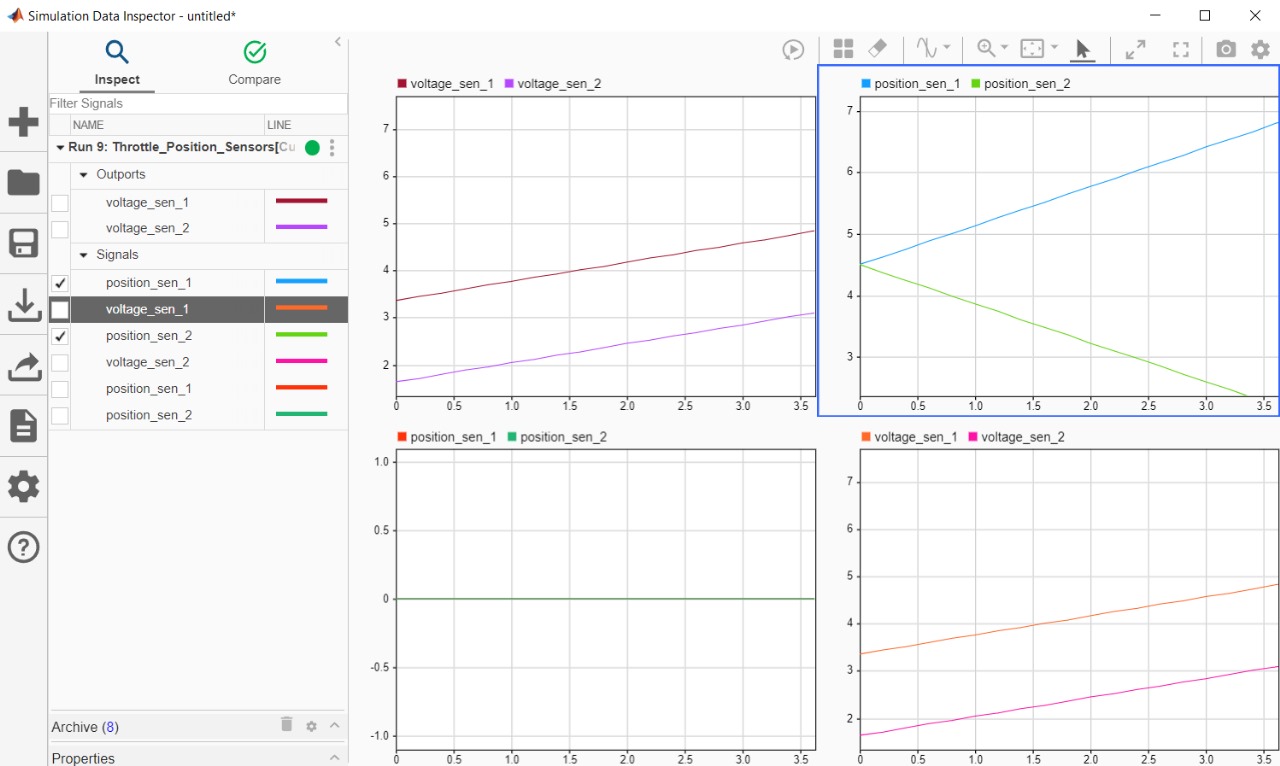 Simulation Data Inspector - untitled*
Inspect
Compare
Filter Signals
NAME LINE
Run 9: Throttle_Position_Sensors[Cu
Outports
voltage_sen_1
voltage_sen_2
Signals
position_sen_1
voltage_sen_1
position_sen_2
voltage_sen_2
position_sen_1
position_sen_2
Archive (8)
Properties
voltage_sen_1 voltage_sen_2
7
6
5
4
3
2
0 0.5 1.0 1.5 2.0 2.5 3.0 3.5
position_sen_1 position_sen_2
7
6
5
4
3
0 0.5 1.0 1.5 2.0 2.5 3.0 3.5
position_sen_1 position_sen_2
1.0
0.5
0
-0.5
-1.0
0 0.5 1.0 1.5 2.0 2.5 3.0 3.5
voltage_sen_1 voltage_sen_2
7
6
5
4
3
2
0 0.5 1.0 1.5 2.0 2.5 3.0 3.5